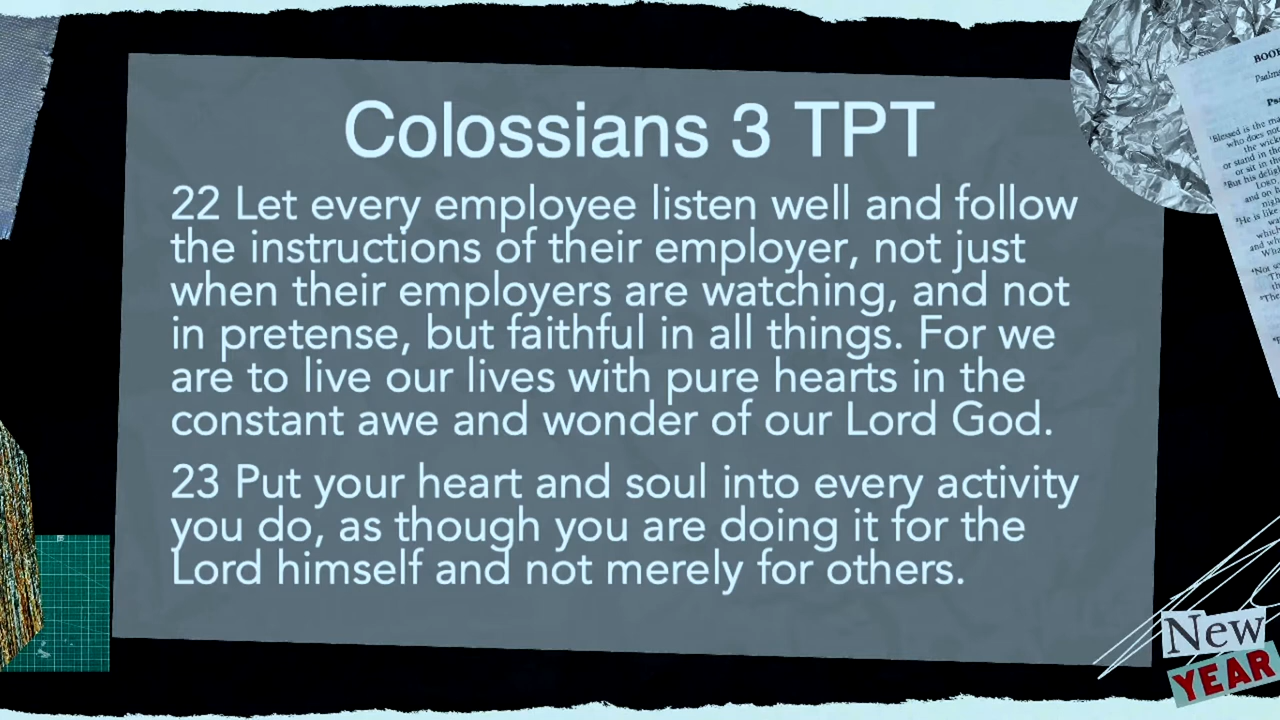 Colossians 3 TPT
22 Let every employee listen well and follow
the instructions of their employer, not just
when their employers are watching, and not
in pretense, but faithful in all things. For we
are to live our lives with pure hearts in the
constant awe and wonder of our Lord God.
23 Put your heart and soul into every activity
you do, as though you are doing it for the
Lord himself and not merely for others.
New
YEAR